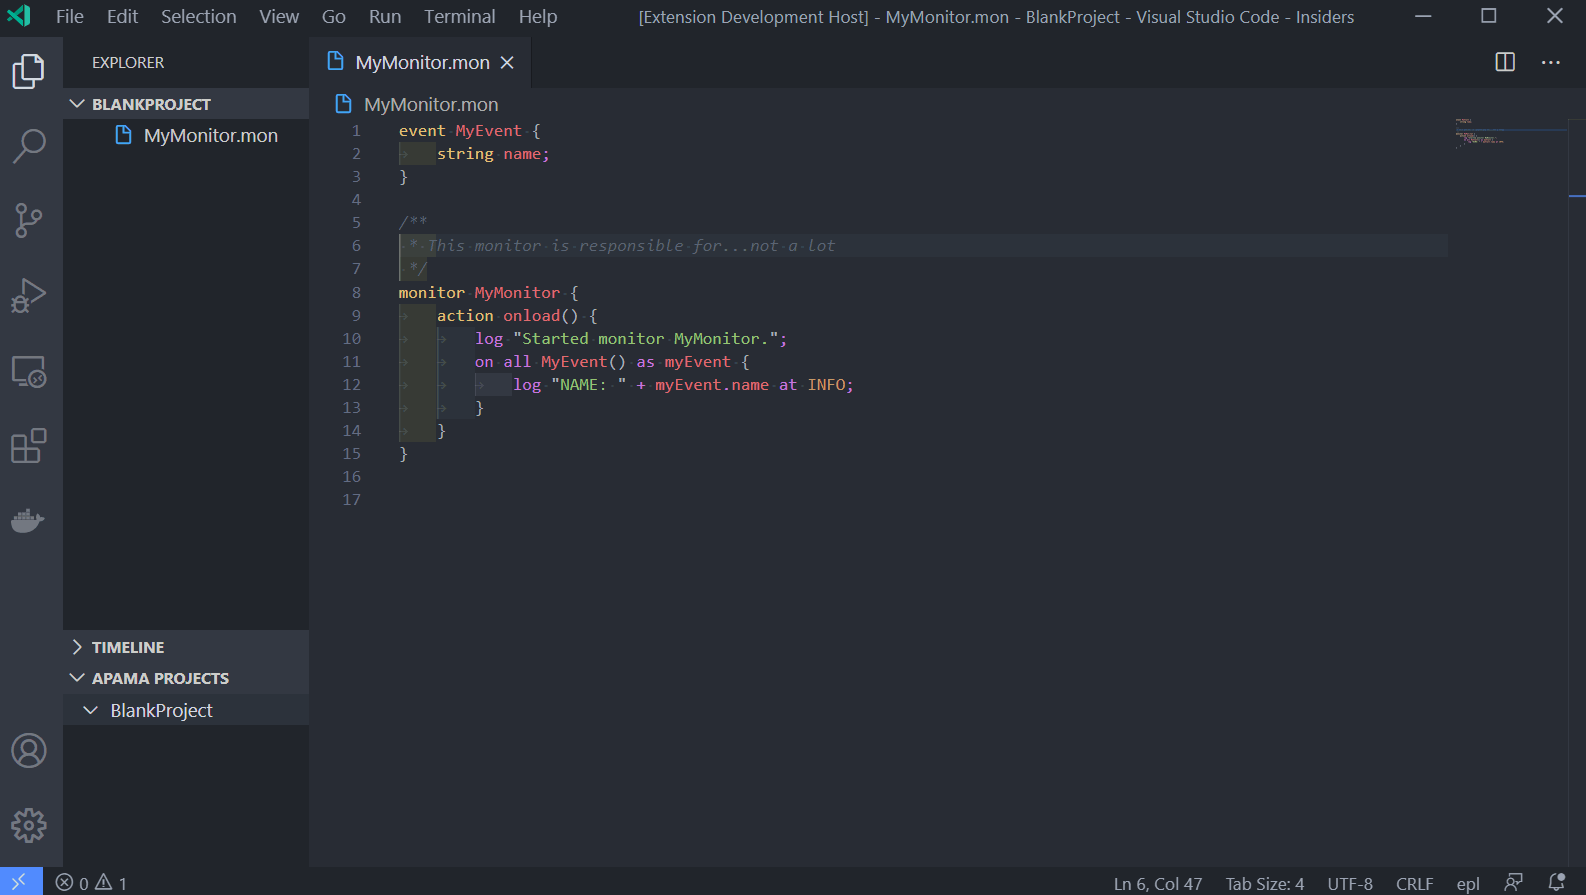 File Edit Selection View Go Run Terminal Help [Extension Development Host] - MyMonitor.mon - BlankProject - Visual Studio Code - Insiders
EXPLORER
BLANKPROJECT
MyMonitor.mon
TIMELINE
APAMA PROJECTS
BlankProject
MyMonitor.mon
MyMonitor.mon
1 event MyEvent {
2 string name;
3 }
4
5 /**
6 * This monitor is responsible for...not a lot
7 */
8 monitor MyMonitor {
9 action onload() {
10 log "Started monitor MyMonitor.";
11 on all MyEvent() as myEvent {
12 log "NAME: " + myEvent.name at INFO;
13 }
14 }
15 }
16
17
0 1 Ln 6, Col 47 Tab Size: 4 UTF-8 CRLF epl